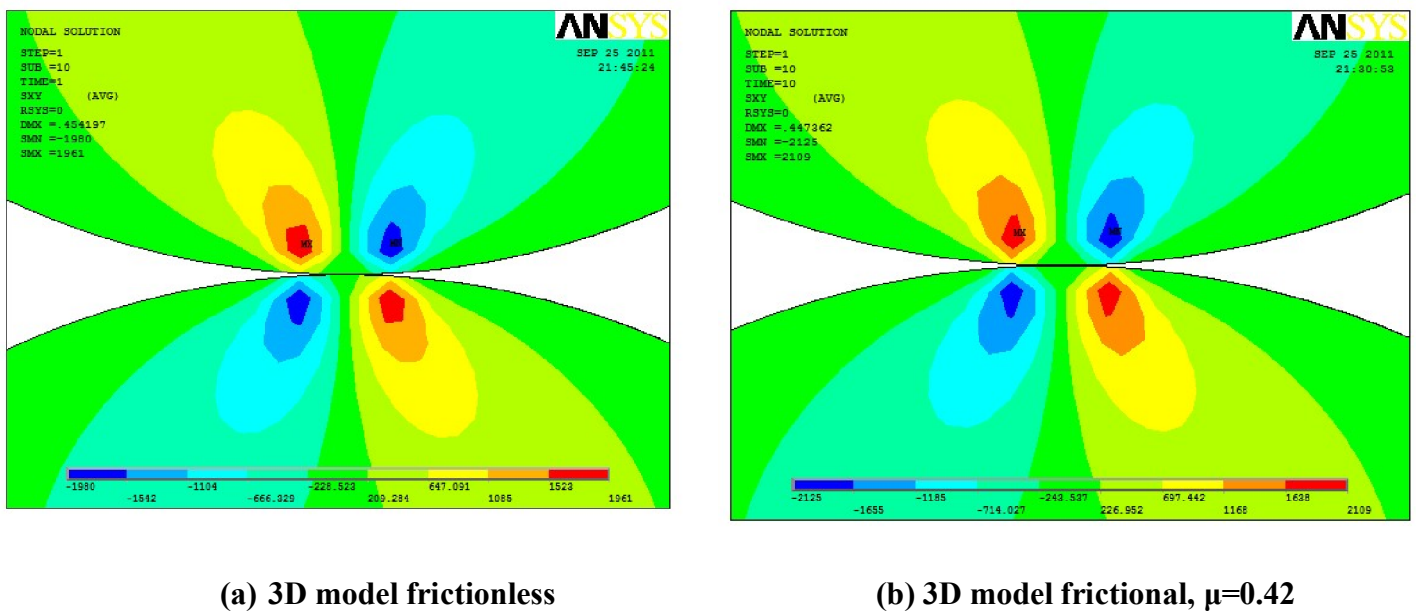 NODAL SOLUTION
ANSYS
STEP=1
SUB =10
TIME=1
SXY (AVG)
RSYS=0
DMX =.454197
SMN =-1980
SMX =1961
SEP 25 2011
21:45:24
MX
MN
-1980
-1542
-1104
-666.329
-228.523
209.284
647.091
1085
1523
1961
NODAL SOLUTION
ANSYS
STEP=1
SUB =10
TIME=10
SXY (AVG)
RSYS=0
DMX =.447362
SMN =-2125
SMX =2109
SEP 25 2011
21:30:53
MX
MN
-2125
-1655
-1185
-714.027
-243.537
226.952
697.442
1168
1638
2109
(a) 3D model frictionless
(b) 3D model frictional, μ=0.42